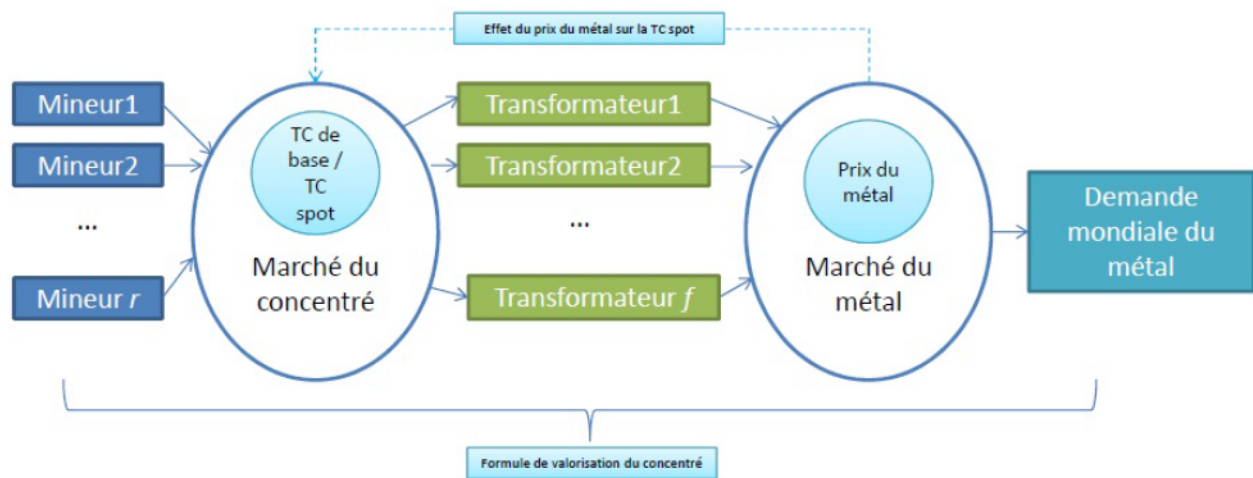 Effet du prix du métal sur la TC spot
Mineur1
Mineur2
...
Mineur r
TC de
base /
TC
spot
Marché du
concentré
Transformateur1
Transformateur2
...
Transformateur f
Prix du
métal
Marché du
métal
Demande
mondiale du
métal
Formule de valorisation du concentré